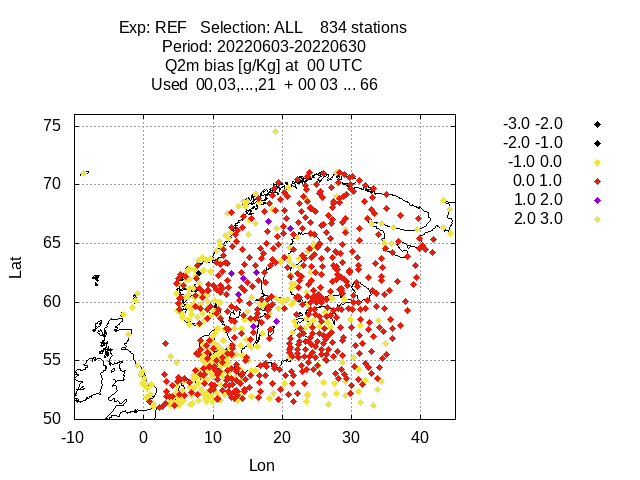 Exp: REF   Selection: ALL    834 stations
Period: 20220603-20220630
Q2m bias [g/Kg] at  00 UTC
Used  00,03,...,21  + 00 03 ... 66
-3.0 -2.0
-2.0 -1.0
-1.0 0.0
0.0 1.0
1.0 2.0
2.0 3.0
75
70
65
60
55
50
Lat
-10 0 10 20 30 40
Lon